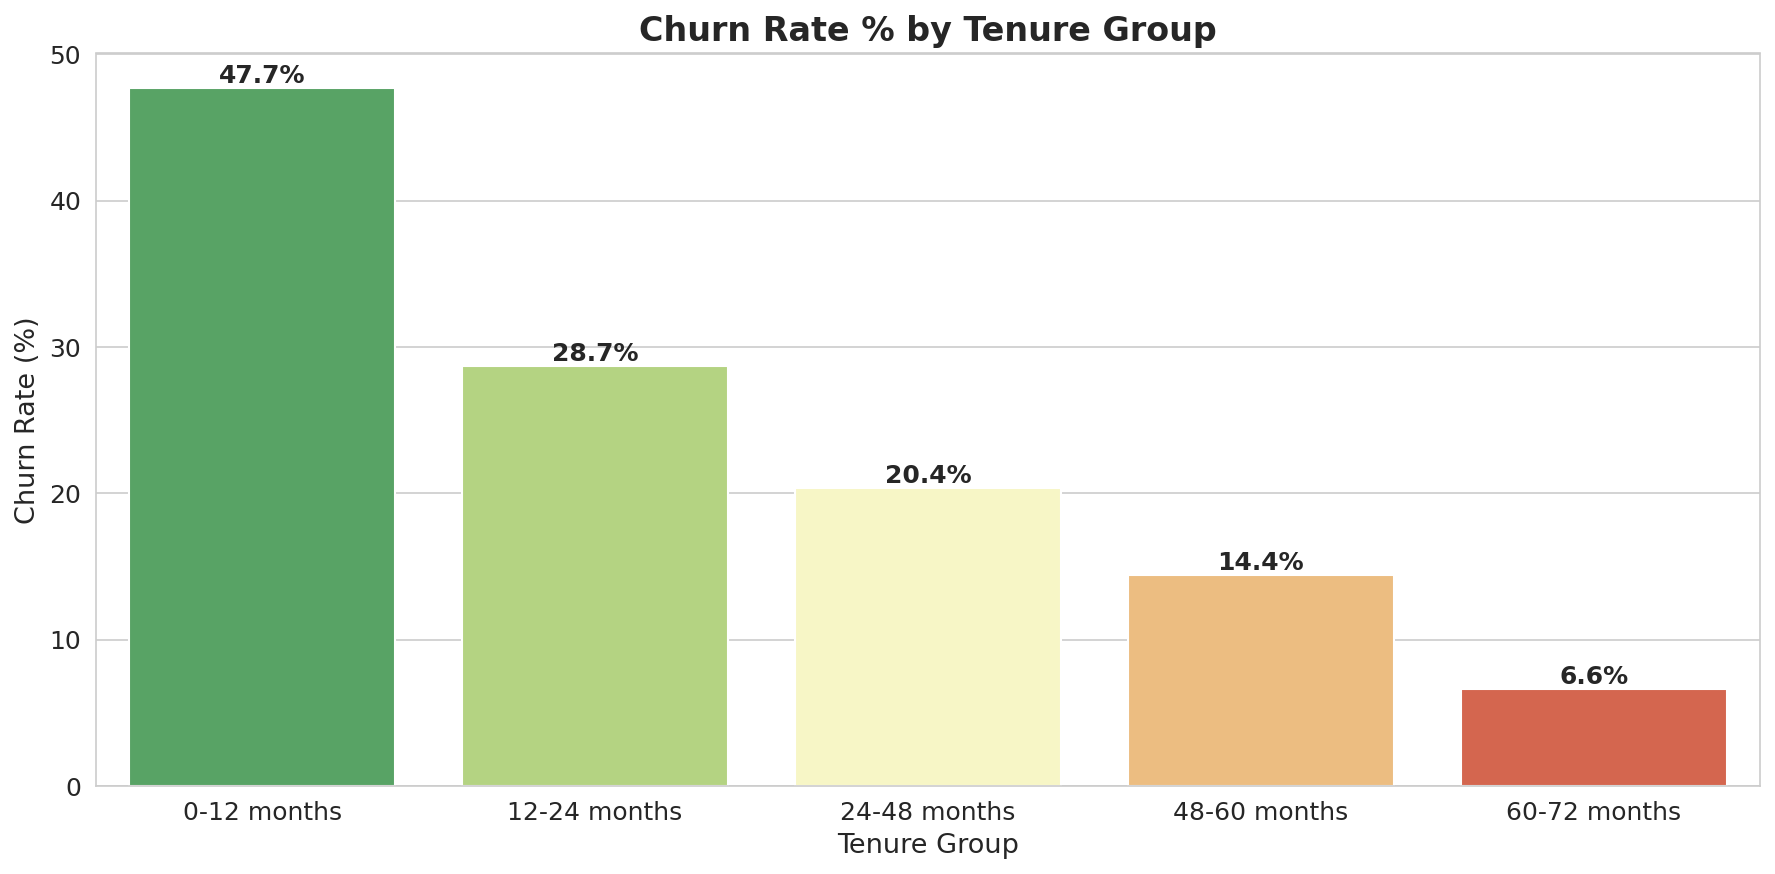 Churn Rate % by Tenure Group
Churn Rate (%)
50
40
30
20
10
0
47.7%
28.7%
20.4%
14.4%
6.6%
0-12 months
12-24 months
24-48 months
48-60 months
60-72 months
Tenure Group